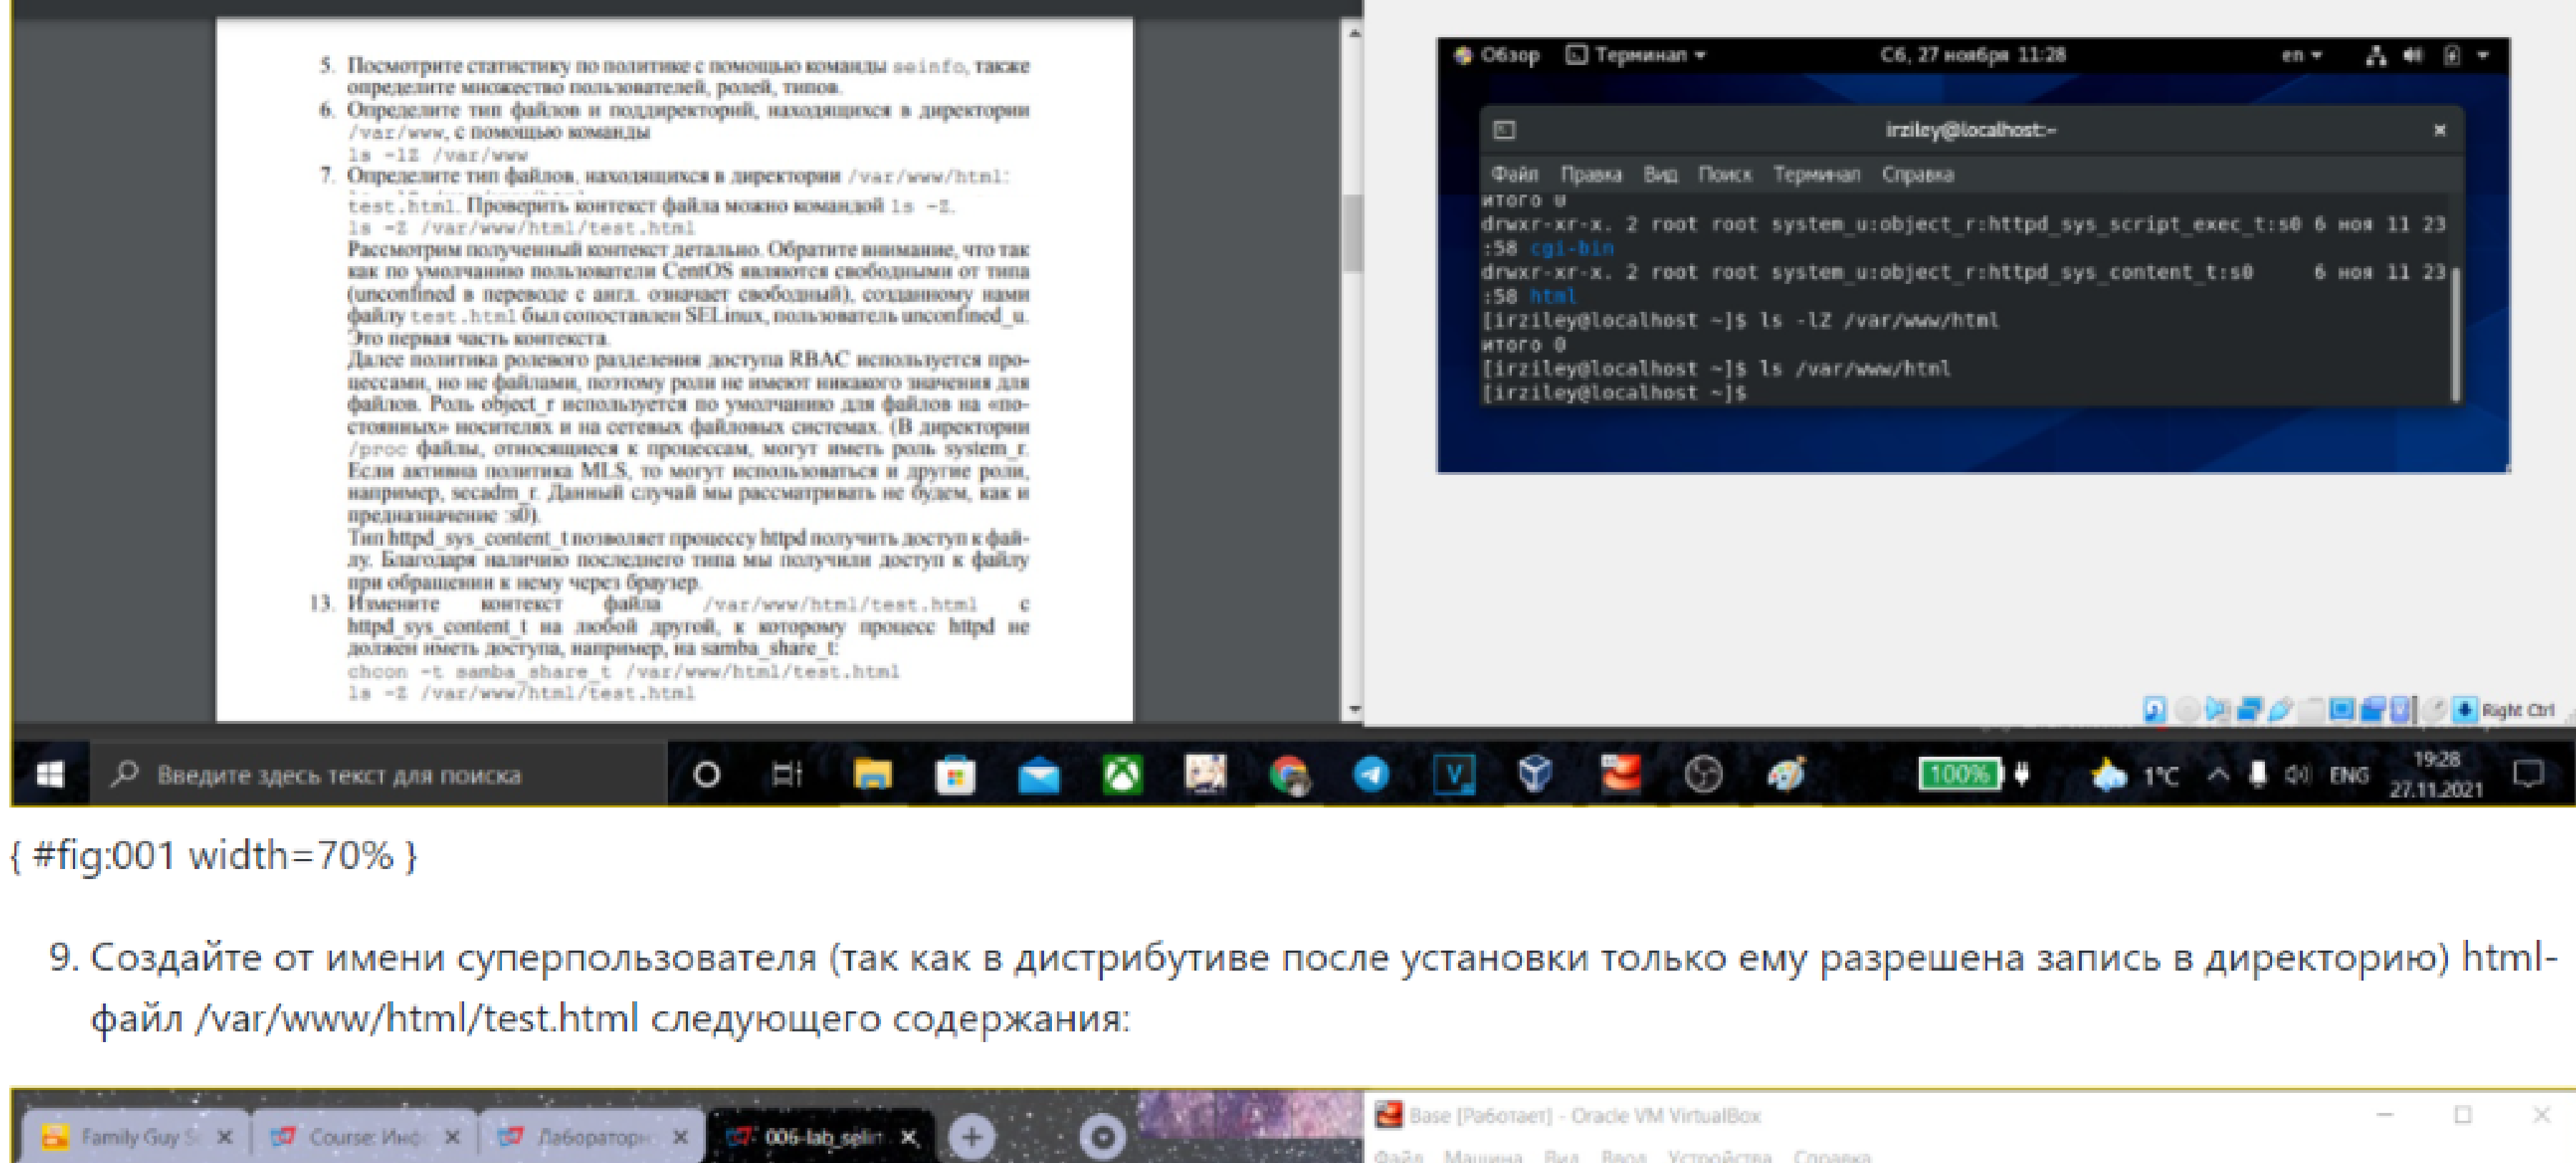 5. Посмотрите статистику по политике с помощью команды seinfo, также
определите множество пользователей, ролей, типов.
6. Определите тип файлов и поддиректорий, находящихся в директории
/var/www, с помощью команды
ls -lZ /var/www
7. Определите тип файлов, находящихся в директории /var/www/html:
test.html. Проверить контекст файла можно командой ls -Z.
ls -Z /var/www/html/test.html
Рассмотрим полученный контекст детально. Обратите внимание, что так
как по умолчанию пользователи CentOS являются свободными от типа
(unconfined в переводе с англ. означает свободный), созданному нами
файлу test.html был сопоставлен SELinux, пользователь unconfined_u.
Это первая часть контекста.
Далее политика ролевого разделения доступа RBAC используется про-
цессами, но не файлами, поэтому роли не имеют никакого значения для
файлов. Роль object_r используется по умолчанию для файлов на «по-
стоянных» носителях и на сетевых файловых системах. (В директории
/proc файлы, относящиеся к процессам, могут иметь роль system_r.
Если активна политика MLS, то могут использоваться и другие роли,
например, secadm_r. Данный случай мы рассматривать не будем, как и
предназначение :s0).
Тип httpd_sys_content_t позволяет процессу httpd получить доступ к фай-
лу. Благодаря наличию последнего типа мы получили доступ к файлу
при обращении к нему через браузер.
13. Измените контекст файла /var/www/html/test.html с
httpd_sys_content_t на любой другой, к которому процесс httpd не
должен иметь доступа, например, на samba_share_t:
chcon -t samba_share_t /var/www/html/test.html
ls -Z /var/www/html/test.html
Обзор Терминал Сб, 27 ноября 11:28 en
irziley@localhost:~
Файл Правка Вид Поиск Терминал Справка
итого 0
drwxr-xr-x. 2 root root system_u:object_r:httpd_sys_script_exec_t:s0 6 ноя 11 23
:58 cgi-bin
drwxr-xr-x. 2 root root system_u:object_r:httpd_sys_content_t:s0 6 ноя 11 23
:58 html
[irziley@localhost ~]$ ls -lZ /var/www/html
итого 0
[irziley@localhost ~]$ ls /var/www/html
[irziley@localhost ~]$
Right Ctrl
Введите здесь текст для поиска
100% 1°C ENG 19:28
27.11.2021
{ #fig:001 width=70% }
9. Создайте от имени суперпользователя (так как в дистрибутиве после установки только ему разрешена запись в директорию) html-
файл /var/www/html/test.html следующего содержания:
Family Guy Course: Инф Лаборатор 006-lab_selin
Base [Работает] - Oracle VM VirtualBox
Файл Машина Вид Ввод Устройства Справка